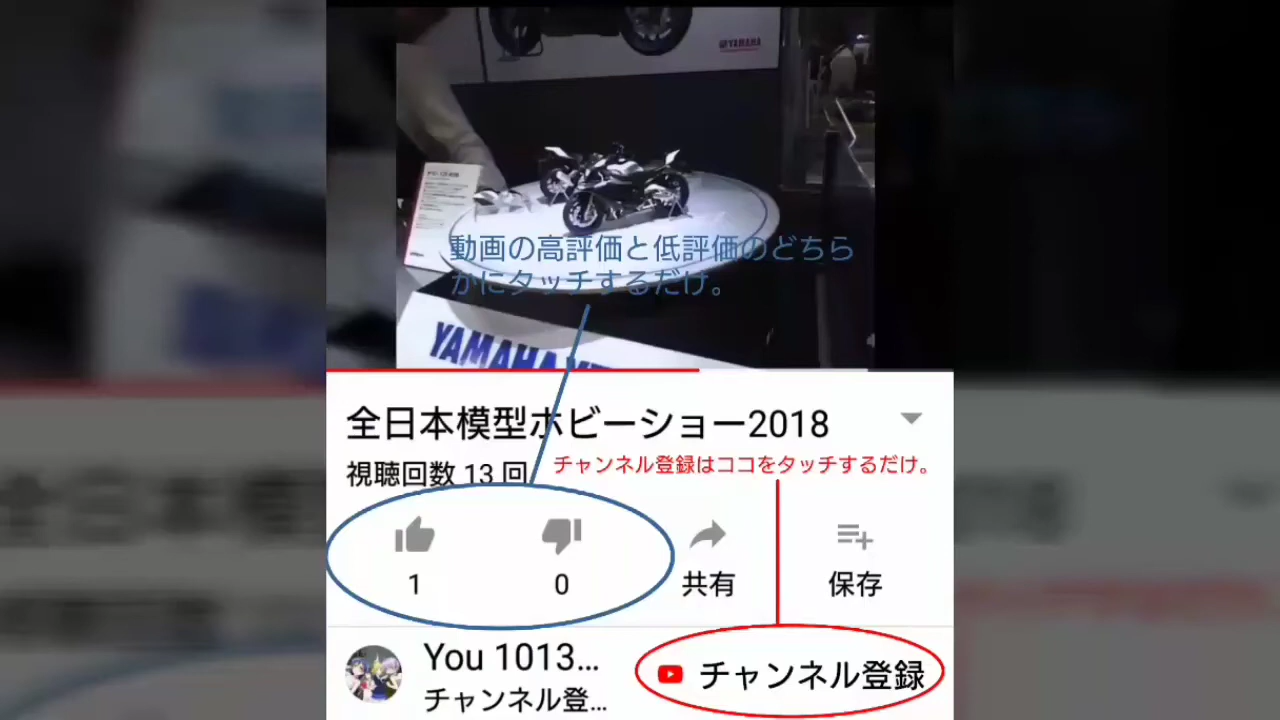 YAMAHA
動画の高評価と低評価のどちら
かにタッチするだけ。
YAMAHA
全日本模型ホビーショー2018
視聴回数 13 回
チャンネル登録はココをタッチするだけ。
1
0
共有
保存
You 1013...
チャンネル登録
チャンネル登...